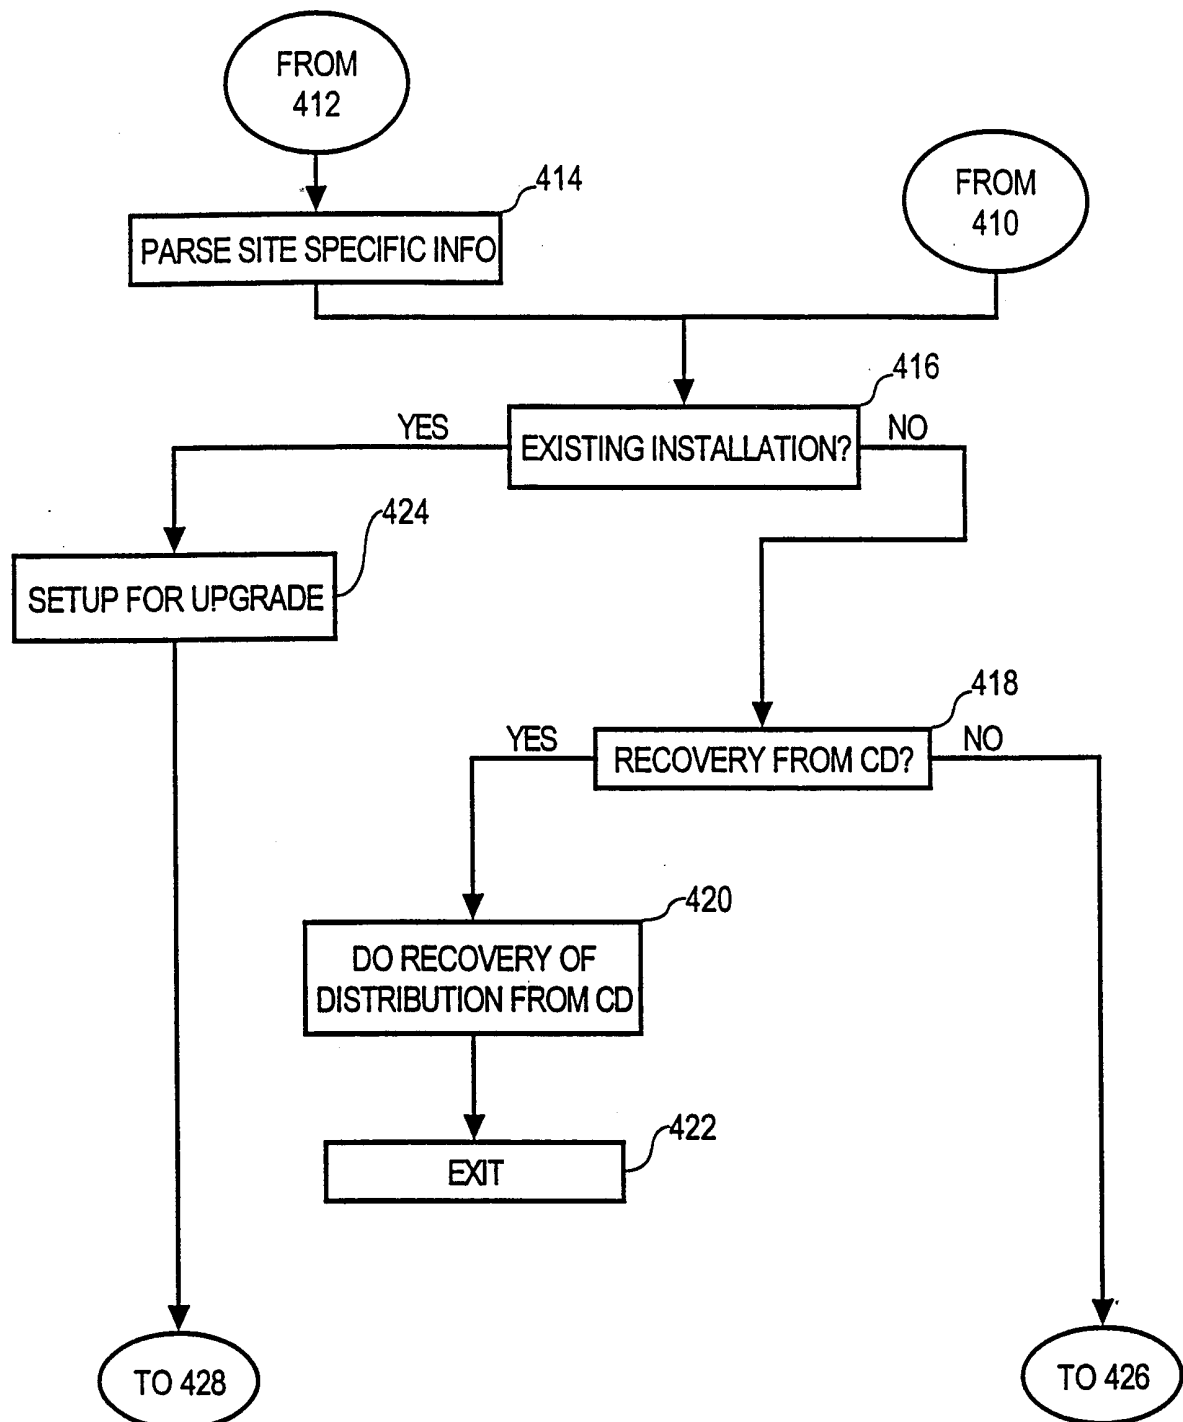 FROM
412
414
PARSE SITE SPECIFIC INFO
FROM
410
416
YES
EXISTING INSTALLATION?
NO
424
SETUP FOR UPGRADE
418
YES
RECOVERY FROM CD?
NO
420
DO RECOVERY OF
DISTRIBUTION FROM CD
422
EXIT
TO 428
TO 426